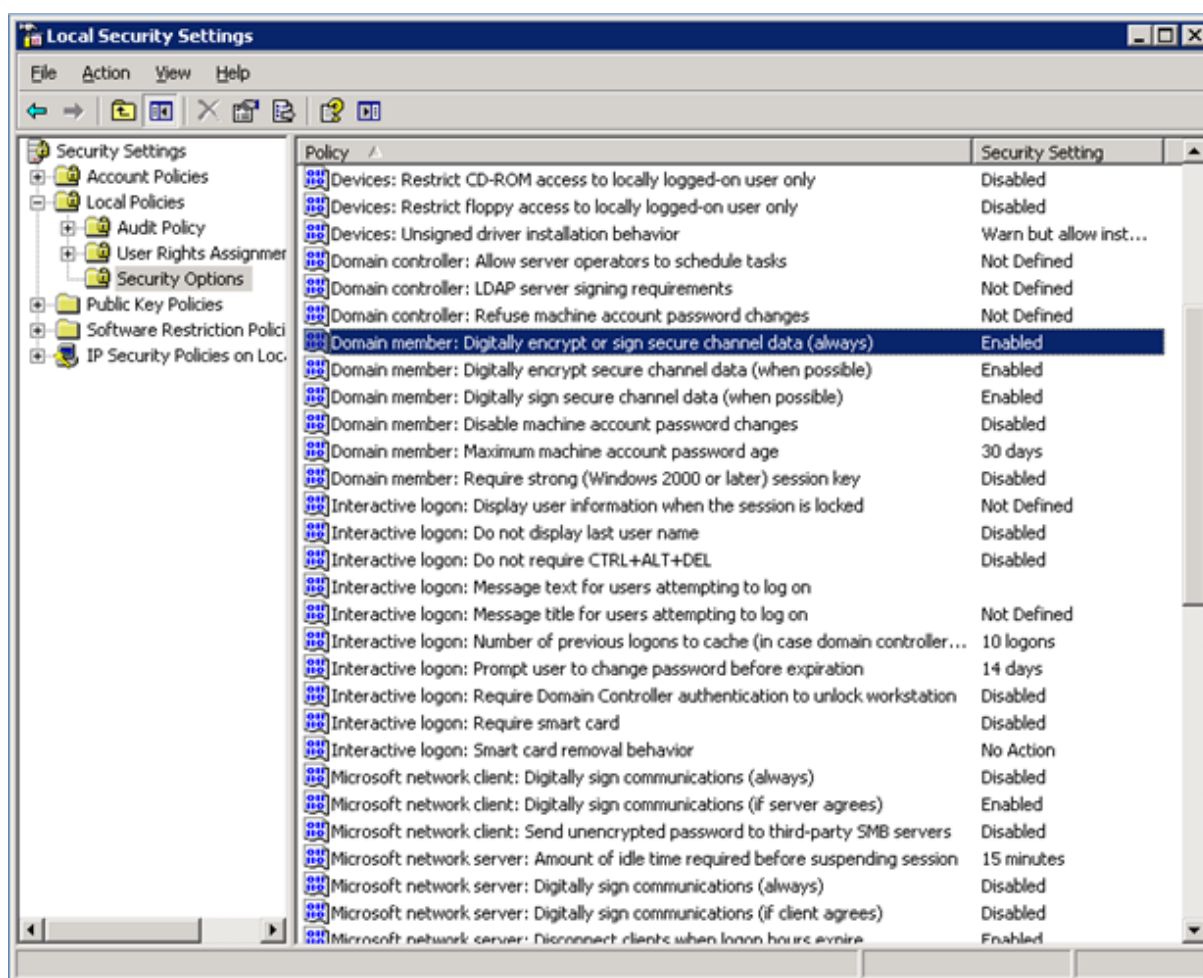 Local Security Settings
File Action View Help
Security Settings
Account Policies
Local Policies
Audit Policy
User Rights Assignmen
Security Options
Public Key Policies
Software Restriction Polici
IP Security Policies on Loc
Policy Security Setting
Devices: Restrict CD-ROM access to locally logged-on user only Disabled
Devices: Restrict floppy access to locally logged-on user only Disabled
Devices: Unsigned driver installation behavior Warn but allow inst...
Domain controller: Allow server operators to schedule tasks Not Defined
Domain controller: LDAP server signing requirements Not Defined
Domain controller: Refuse machine account password changes Not Defined
Domain member: Digitally encrypt or sign secure channel data (always) Enabled
Domain member: Digitally encrypt secure channel data (when possible) Enabled
Domain member: Digitally sign secure channel data (when possible) Enabled
Domain member: Disable machine account password changes Disabled
Domain member: Maximum machine account password age 30 days
Domain member: Require strong (Windows 2000 or later) session key Disabled
Interactive logon: Display user information when the session is locked Not Defined
Interactive logon: Do not display last user name Disabled
Interactive logon: Do not require CTRL+ALT+DEL Disabled
Interactive logon: Message text for users attempting to log on
Interactive logon: Message title for users attempting to log on Not Defined
Interactive logon: Number of previous logons to cache (in case domain controller... 10 logons
Interactive logon: Prompt user to change password before expiration 14 days
Interactive logon: Require Domain Controller authentication to unlock workstation Disabled
Interactive logon: Require smart card Disabled
Interactive logon: Smart card removal behavior No Action
Microsoft network client: Digitally sign communications (always) Disabled
Microsoft network client: Digitally sign communications (if server agrees) Enabled
Microsoft network client: Send unencrypted password to third-party SMB servers Disabled
Microsoft network server: Amount of idle time required before suspending session 15 minutes
Microsoft network server: Digitally sign communications (always) Disabled
Microsoft network server: Digitally sign communications (if client agrees) Disabled
Microsoft network server: Disconnect clients when logon hours expire Enabled